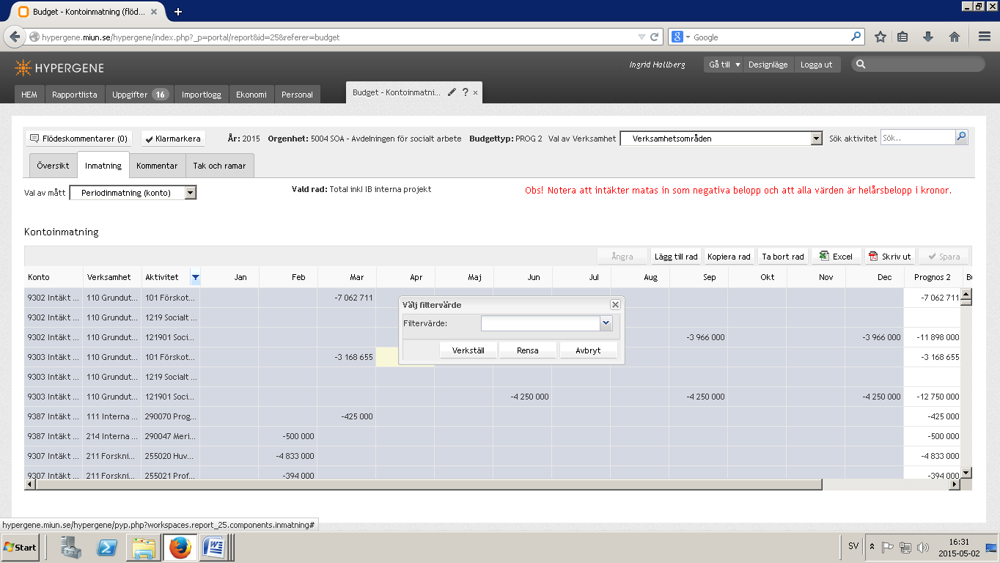 Budget - Kontoinmatning (flöd...
hypergene.miun.se/hypergene/index.php?_p=portal/report&id=25&referer=budget
Google
HYPERGENE
Ingrid Hallberg
Gå till
Designläge
Logga ut
HEM
Rapportlista
Uppgifter 16
Importlogg
Ekonomi
Personal
Budget - Kontoinmatni...
Flödeskommentarer (0)
Klarmarkera
År: 2015 Orgenhet: 5004 SOA - Avdelningen för socialt arbete Budgettyp: PROG 2 Val av Verksamhet Verksamhetsområden Sök aktivitet Sök..
Översikt Inmatning Kommentar Tak och ramar
Val av mått Periodinmatning (konto)
Vald rad: Total inkl IB interna projekt
Obs! Notera att intäkter matas in som negativa belopp och att alla värden är helårsbelopp i kronor.
Kontoinmatning
Ångra Lägg till rad Kopiera rad Ta bort rad Excel Skriv ut Spara
Konto Verksamhet Aktivitet Jan Feb Mar Apr Maj Jun Jul Aug Sep Okt Nov Dec Prognos 2
9302 Intäkt ... 110 Grundut... 101 Förskot... -7 062 711 -7 062 711
9302 Intäkt ... 110 Grundut... 1219 Socialt ...
9302 Intäkt ... 110 Grundut... 121901 Soci... -3 966 000 -3 966 000 -11 898 000
9303 Intäkt ... 110 Grundut... 101 Förskot... -3 168 655 -3 168 655
9303 Intäkt ... 110 Grundut... 1219 Socialt ...
9303 Intäkt ... 110 Grundut... 121901 Soci... -4 250 000 -4 250 000 -4 250 000 -12 750 000
9387 Intäkt ... 111 Interna ... 290070 Prog... -425 000 -425 000
9387 Intäkt ... 214 Interna ... 290047 Meri... -500 000 -500 000
9307 Intäkt ... 211 Forskni... 255020 Huv... -4 833 000 -4 833 000
9307 Intäkt ... 211 Forskni... 255021 Prof... -394 000 -394 000
Välj filtervärde
Filtervärde:
Verkställ Rensa Avbryt
hypergene.miun.se/hypergene/pyp.php?workspaces.report_25.components.inmatning#
Start
SV
16:31
2015-05-02